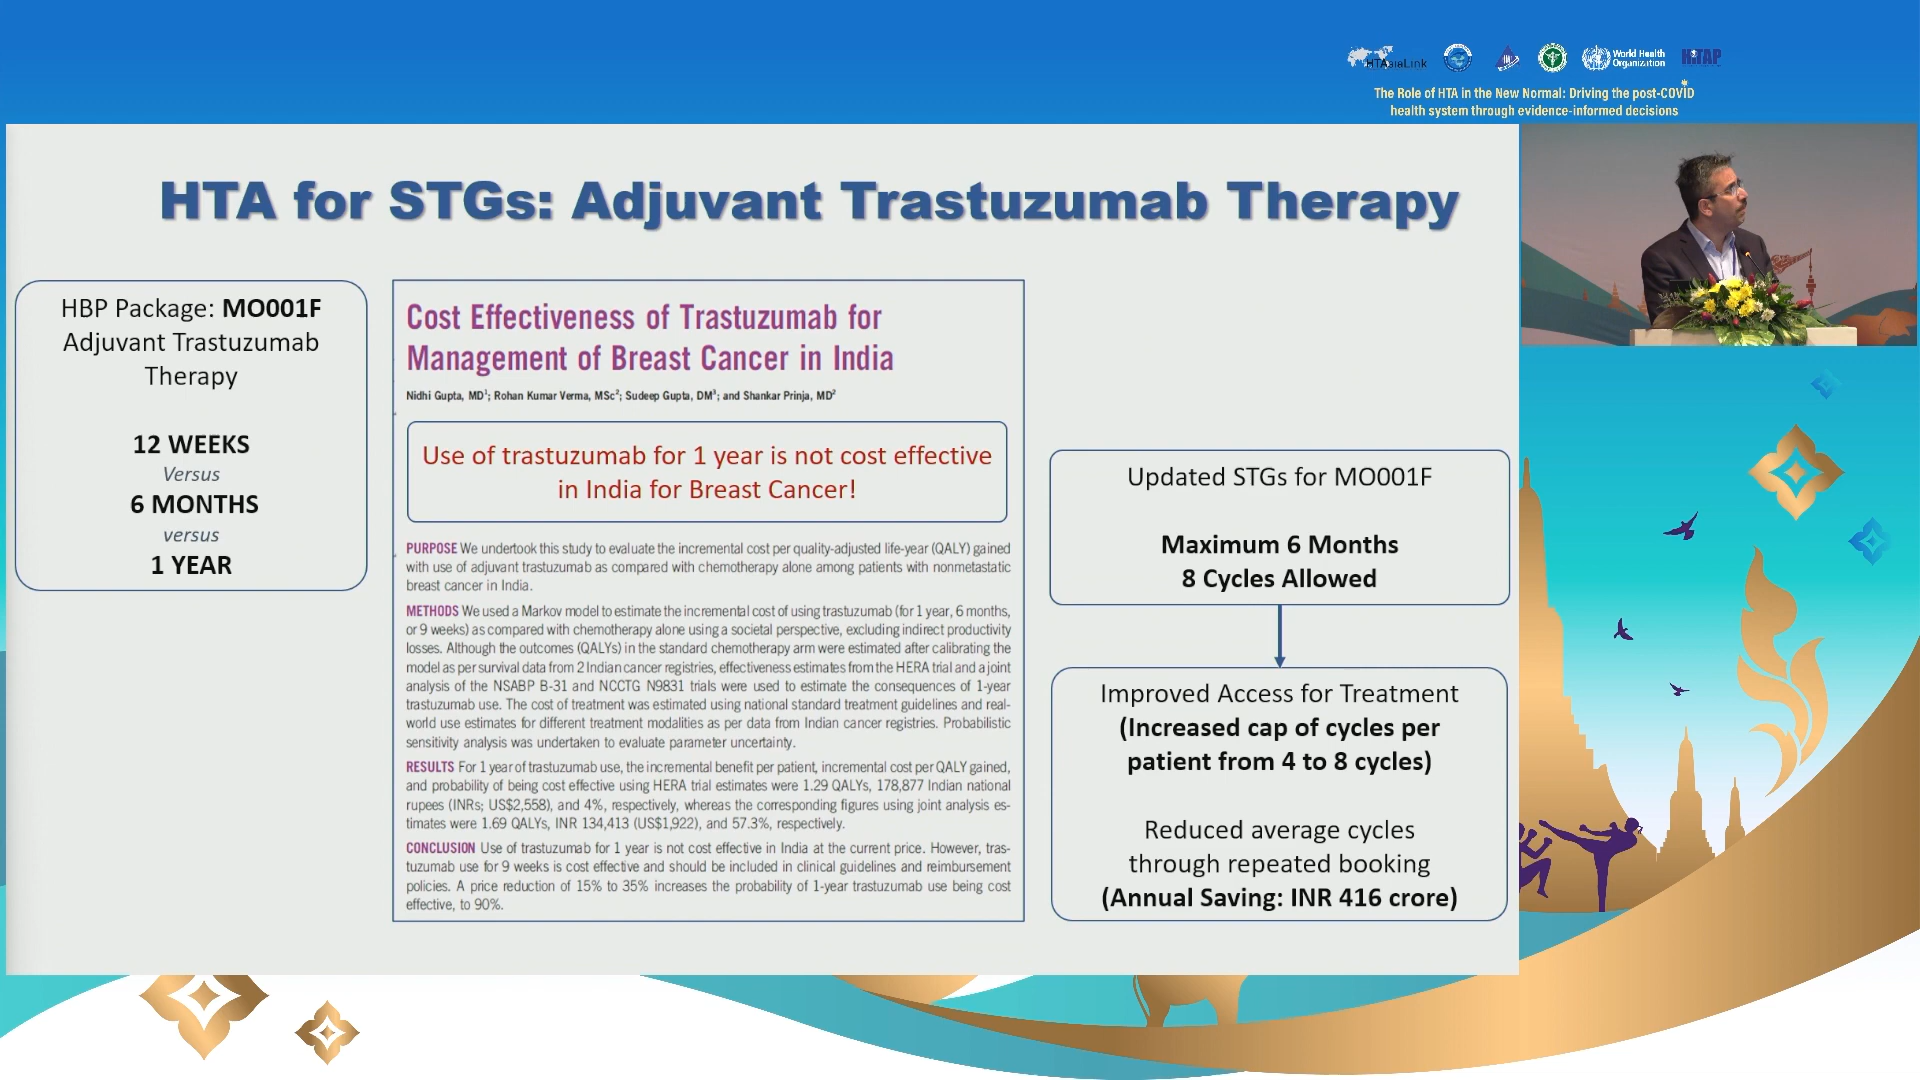 HTAsiaLink
World Health
Organization
HITAP
The Role of HTA in the New Normal: Driving the post-COVID
health system through evidence-informed decisions
HTA for STGs: Adjuvant Trastuzumab Therapy
HBP Package: MO001F
Adjuvant Trastuzumab
Therapy
12 WEEKS
Versus
6 MONTHS
versus
1 YEAR
Cost Effectiveness of Trastuzumab for
Management of Breast Cancer in India
Nidhi Gupta, MD¹; Rohan Kumar Verma, MSc²; Sudeep Gupta, DM³; and Shankar Prinja, MD²
Use of trastuzumab for 1 year is not cost effective
in India for Breast Cancer!
PURPOSE We undertook this study to evaluate the incremental cost per quality-adjusted life-year (QALY) gained
with use of adjuvant trastuzumab as compared with chemotherapy alone among patients with nonmetastatic
breast cancer in India.
METHODS We used a Markov model to estimate the incremental cost of using trastuzumab (for 1 year, 6 months,
or 9 weeks) as compared with chemotherapy alone using a societal perspective, excluding indirect productivity
losses. Although the outcomes (QALYs) in the standard chemotherapy arm were estimated after calibrating the
model as per survival data from 2 Indian cancer registries, effectiveness estimates from the HERA trial and a joint
analysis of the NSABP B-31 and NCCTG N9831 trials were used to estimate the consequences of 1-year
trastuzumab use. The cost of treatment was estimated using national standard treatment guidelines and real-
world use estimates for different treatment modalities as per data from Indian cancer registries. Probabilistic
sensitivity analysis was undertaken to evaluate parameter uncertainty.
RESULTS For 1 year of trastuzumab use, the incremental benefit per patient, incremental cost per QALY gained,
and probability of being cost effective using HERA trial estimates were 1.29 QALYs, 178,877 Indian national
rupees (INRs; US$2,558), and 4%, respectively, whereas the corresponding figures using joint analysis es-
timates were 1.69 QALYs, INR 134,413 (US$1,922), and 57.3%, respectively.
CONCLUSION Use of trastuzumab for 1 year is not cost effective in India at the current price. However, tras-
tuzumab use for 9 weeks is cost effective and should be included in clinical guidelines and reimbursement
policies. A price reduction of 15% to 35% increases the probability of 1-year trastuzumab use being cost
effective, to 90%.
Updated STGs for MO001F
Maximum 6 Months
8 Cycles Allowed
Improved Access for Treatment
(Increased cap of cycles per
patient from 4 to 8 cycles)
Reduced average cycles
through repeated booking
(Annual Saving: INR 416 crore)